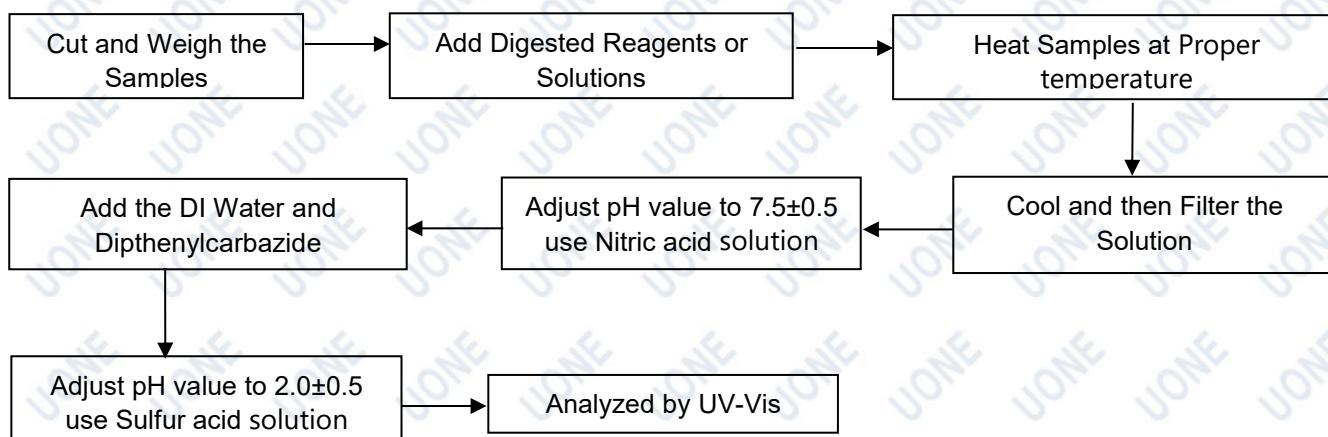 Cut and Weigh the
Samples
Add Digested Reagents or
Solutions
Heat Samples at Proper
temperature
Cool and then Filter the
Solution
Adjust pH value to 7.5±0.5
use Nitric acid solution
Add the DI Water and
Dipthenylcarbazide
Adjust pH value to 2.0±0.5
use Sulfur acid solution
Analyzed by UV-Vis
UONE